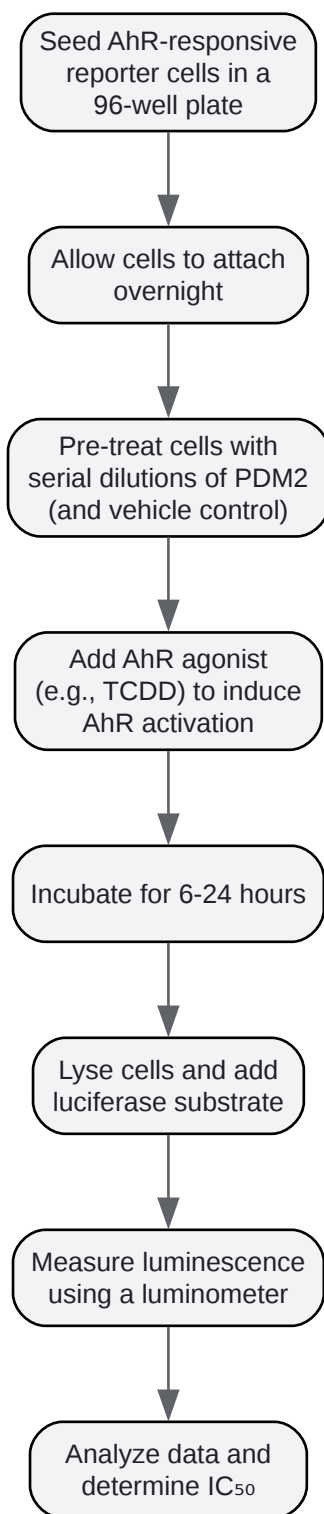 Seed AhR-responsive
reporter cells in a
96-well plate
Allow cells to attach
overnight
Pre-treat cells with
serial dilutions of PDM2
(and vehicle control)
Add AhR agonist
(e.g., TCDD) to induce
AhR activation
Incubate for 6-24 hours
Lyse cells and add
luciferase substrate
Measure luminescence
using a luminometer
Analyze data and
determine IC₅₀